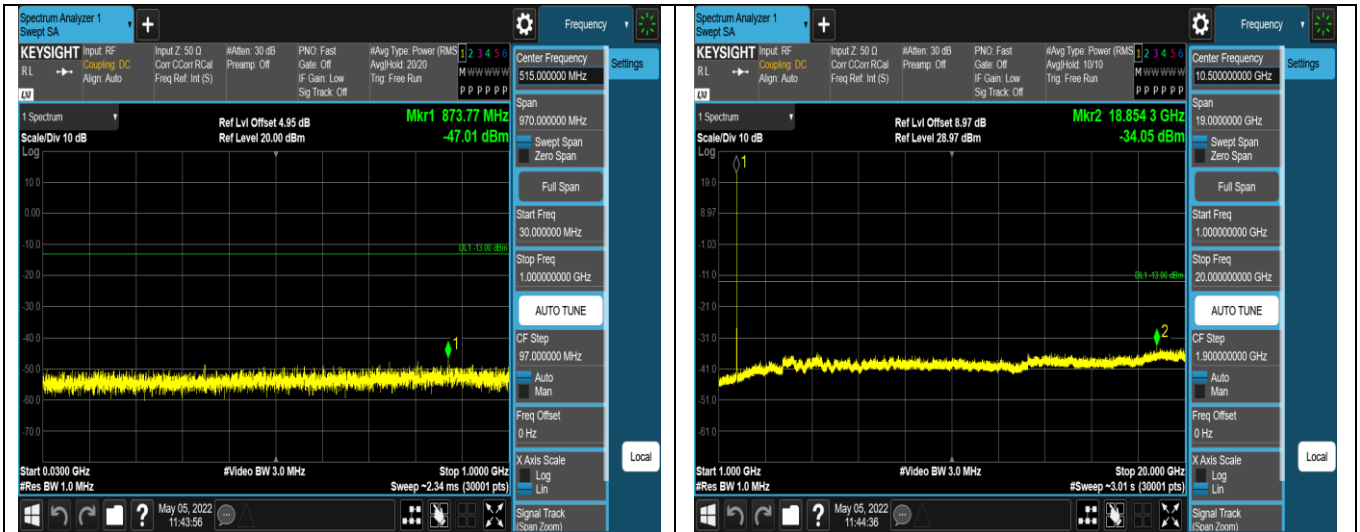 Spectrum Analyzer 1
Swept SA
+
Frequency
KEYSIGHT
RL
Input: RF
Coupling: DC
Align: Auto
Input Z: 50 Ω
Corr CCorr RCal
Freq Ref: Int (S)
#Atten: 30 dB
Preamp: Off
PNO: Fast
Gate: Off
IF Gain: Low
Sig Track: Off
#Avg Type: Power (RMS
Avg|Hold: 20/20
Trig: Free Run
1 2 3 4 5 6
M W W W W W
P P P P P P
LXI
Center Frequency
515.000000 MHz
Settings
Span
970.000000 MHz
Swept Span
Zero Span
Full Span
Start Freq
30.000000 MHz
Stop Freq
1.000000000 GHz
AUTO TUNE
CF Step
97.000000 MHz
Auto
Man
Freq Offset
0 Hz
X Axis Scale
Log
Lin
Signal Track
(Span Zoom)
Local
1 Spectrum
Scale/Div 10 dB
Log
Ref Lvl Offset 4.95 dB
Ref Level 20.00 dBm
Mkr1 873.77 MHz
-47.01 dBm
10.0
0.00
-10.0
DL1 -13.00 dBm
-20.0
-30.0
-40.0
1
-50.0
-60.0
-70.0
Start 0.0300 GHz
#Res BW 1.0 MHz
#Video BW 3.0 MHz
Stop 1.0000 GHz
#Sweep ~2.34 ms (30001 pts)
?
May 05, 2022
11:43:56
Spectrum Analyzer 1
Swept SA
+
Frequency
KEYSIGHT
RL
Input: RF
Coupling: DC
Align: Auto
Input Z: 50 Ω
Corr CCorr RCal
Freq Ref: Int (S)
#Atten: 30 dB
Preamp: Off
PNO: Fast
Gate: Off
IF Gain: Low
Sig Track: Off
#Avg Type: Power (RMS
Avg|Hold: 10/10
Trig: Free Run
1 2 3 4 5 6
M W W W W W
P P P P P P
LXI
Center Frequency
10.500000000 GHz
Settings
Span
19.0000000 GHz
Swept Span
Zero Span
Full Span
Start Freq
1.000000000 GHz
Stop Freq
20.000000000 GHz
AUTO TUNE
CF Step
1.900000000 GHz
Auto
Man
Freq Offset
0 Hz
X Axis Scale
Log
Lin
Signal Track
(Span Zoom)
Local
1 Spectrum
Scale/Div 10 dB
Log
Ref Lvl Offset 8.97 dB
Ref Level 28.97 dBm
Mkr2 18.854 3 GHz
-34.05 dBm
1
19.0
8.97
-1.03
-11.0
DL1 -13.00 dBm
-21.0
-31.0
2
-41.0
-51.0
-61.0
Start 1.000 GHz
#Res BW 1.0 MHz
#Video BW 3.0 MHz
Stop 20.000 GHz
#Sweep ~3.01 s (30001 pts)
?
May 05, 2022
11:44:36